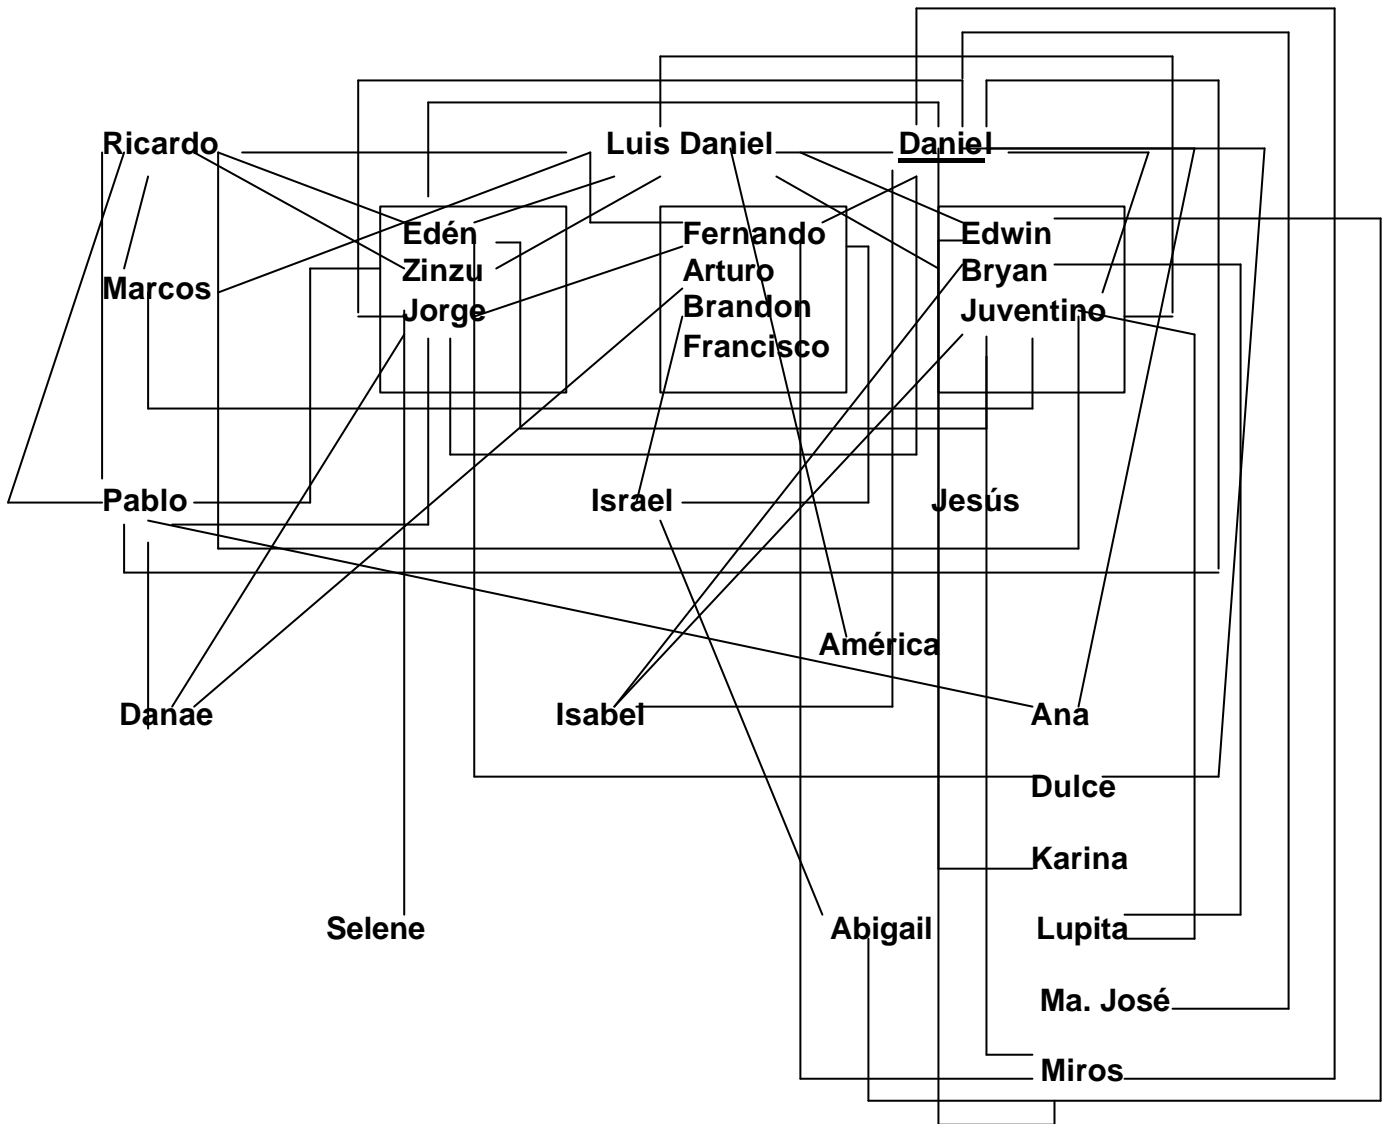 Ricardo
Luis Daniel
Daniel
Edén
Zinzu
Jorge
Fernando
Arturo
Brandon
Francisco
Edwin
Bryan
Juventino
Marcos
Pablo
Israel
Jesús
América
Danae
Isabel
Ana
Dulce
Karina
Selene
Abigail
Lupita
Ma. José
Miros